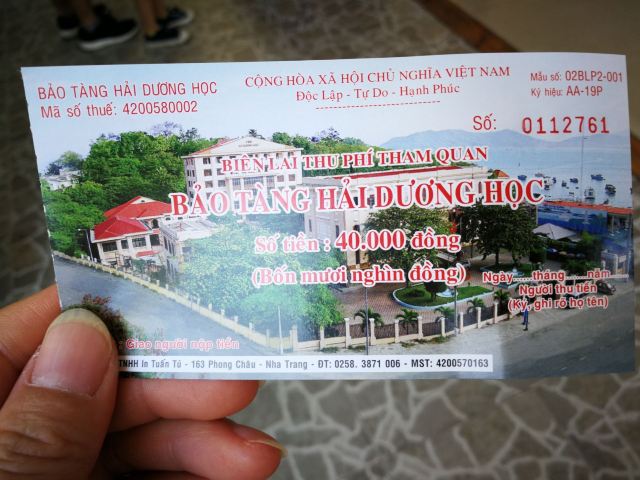 BẢO TÀNG HẢI DƯƠNG HỌC
Mã số thuế: 4200580002
CỘNG HÒA XÃ HỘI CHỦ NGHĨA VIỆT NAM
Độc Lập - Tự Do - Hạnh Phúc
Mẫu số: 02BLP2-001
Ký hiệu: AA-19P
Số: 0112761
BIÊN LAI THU PHÍ THAM QUAN
BẢO TÀNG HẢI DƯƠNG HỌC
Số tiền : 40.000 đồng
(Bốn mươi nghìn đồng)
Ngày......tháng......năm
Người thu tiền
(Ký, ghi rõ họ tên)
: Giao người nộp tiền
TNHH In Tuấn Tú - 163 Phong Châu - Nha Trang - ĐT: 0258. 3871 006 - MST: 4200570163